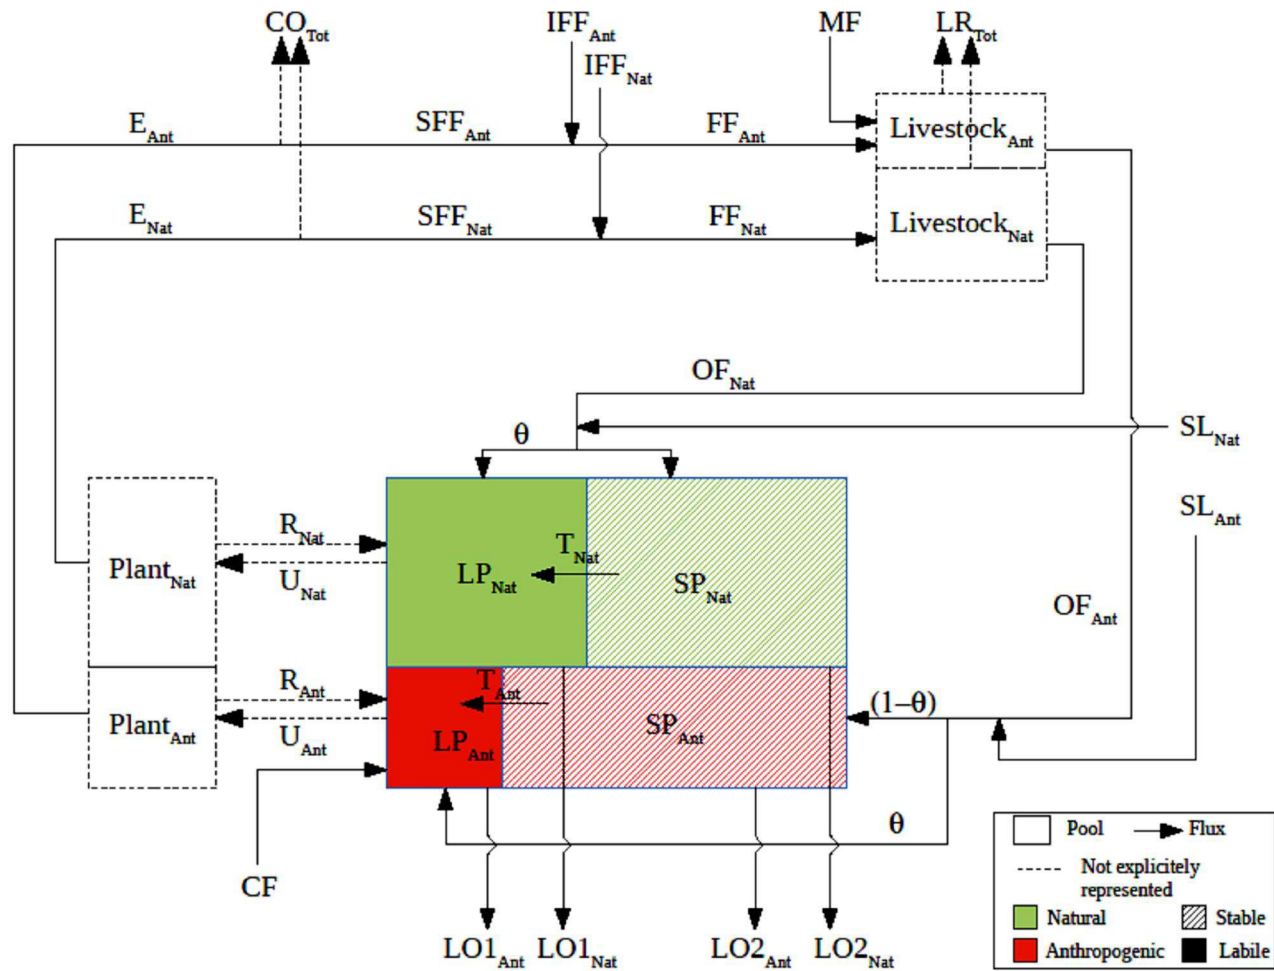 CO_Tot IFF_Ant MF LR_Tot
IFF_Nat
E_Ant SFF_Ant FF_Ant Livestock_Ant
E_Nat SFF_Nat FF_Nat Livestock_Nat
OF_Nat
θ SL_Nat
SL_Ant
R_Nat
T_Nat
Plant_Nat LP_Nat SP_Nat
U_Nat
OF_Ant
R_Ant T_Ant
(1–θ)
Plant_Ant LP_Ant SP_Ant
U_Ant
θ
CF
LO1_Ant LO1_Nat LO2_Ant LO2_Nat
Pool Flux
Not explicitely
represented
Natural Stable
Anthropogenic Labile